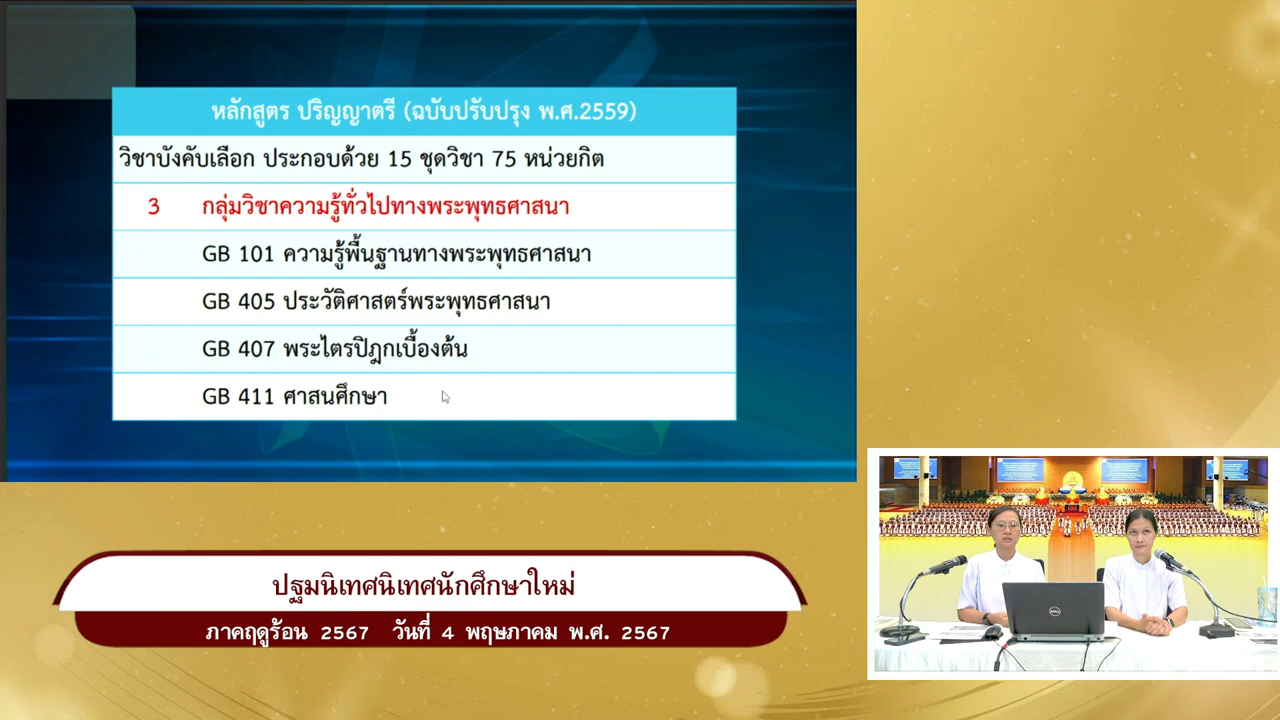 หลักสูตร ปริญญาตรี (ฉบับปรับปรุง พ.ศ.2559)
วิชาบังคับเลือก ประกอบด้วย 15 ชุดวิชา 75 หน่วยกิต
3 กลุ่มวิชาความรู้ทั่วไปทางพระพุทธศาสนา
GB 101 ความรู้พื้นฐานทางพระพุทธศาสนา
GB 405 ประวัติศาสตร์พระพุทธศาสนา
GB 407 พระไตรปิฎกเบื้องต้น
GB 411 ศาสนศึกษา
ปฐมนิเทศนิเทศนักศึกษาใหม่
ภาคฤดูร้อน 2567 วันที่ 4 พฤษภาคม พ.ศ. 2567
DELL